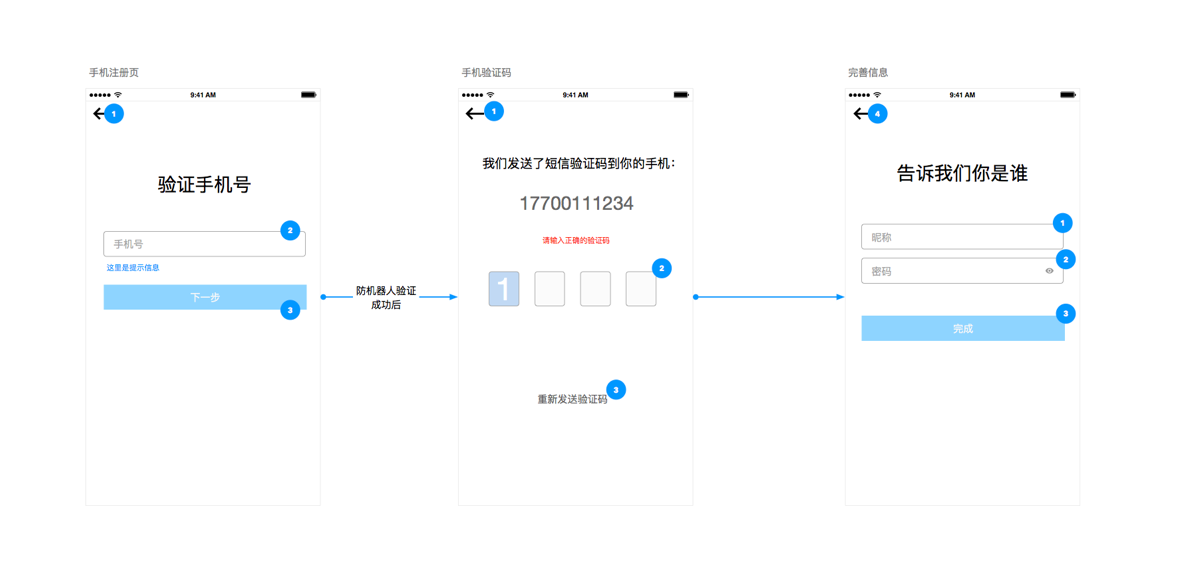 手机注册页
9:41 AM
1
验证手机号
2
手机号
这里是提示信息
下一步
3
防机器人验证
成功后
手机验证码
9:41 AM
1
我们发送了短信验证码到你的手机：
17700111234
请输入正确的验证码
2
1
3
重新发送验证码
完善信息
9:41 AM
4
告诉我们你是谁
1
昵称
2
密码
3
完成